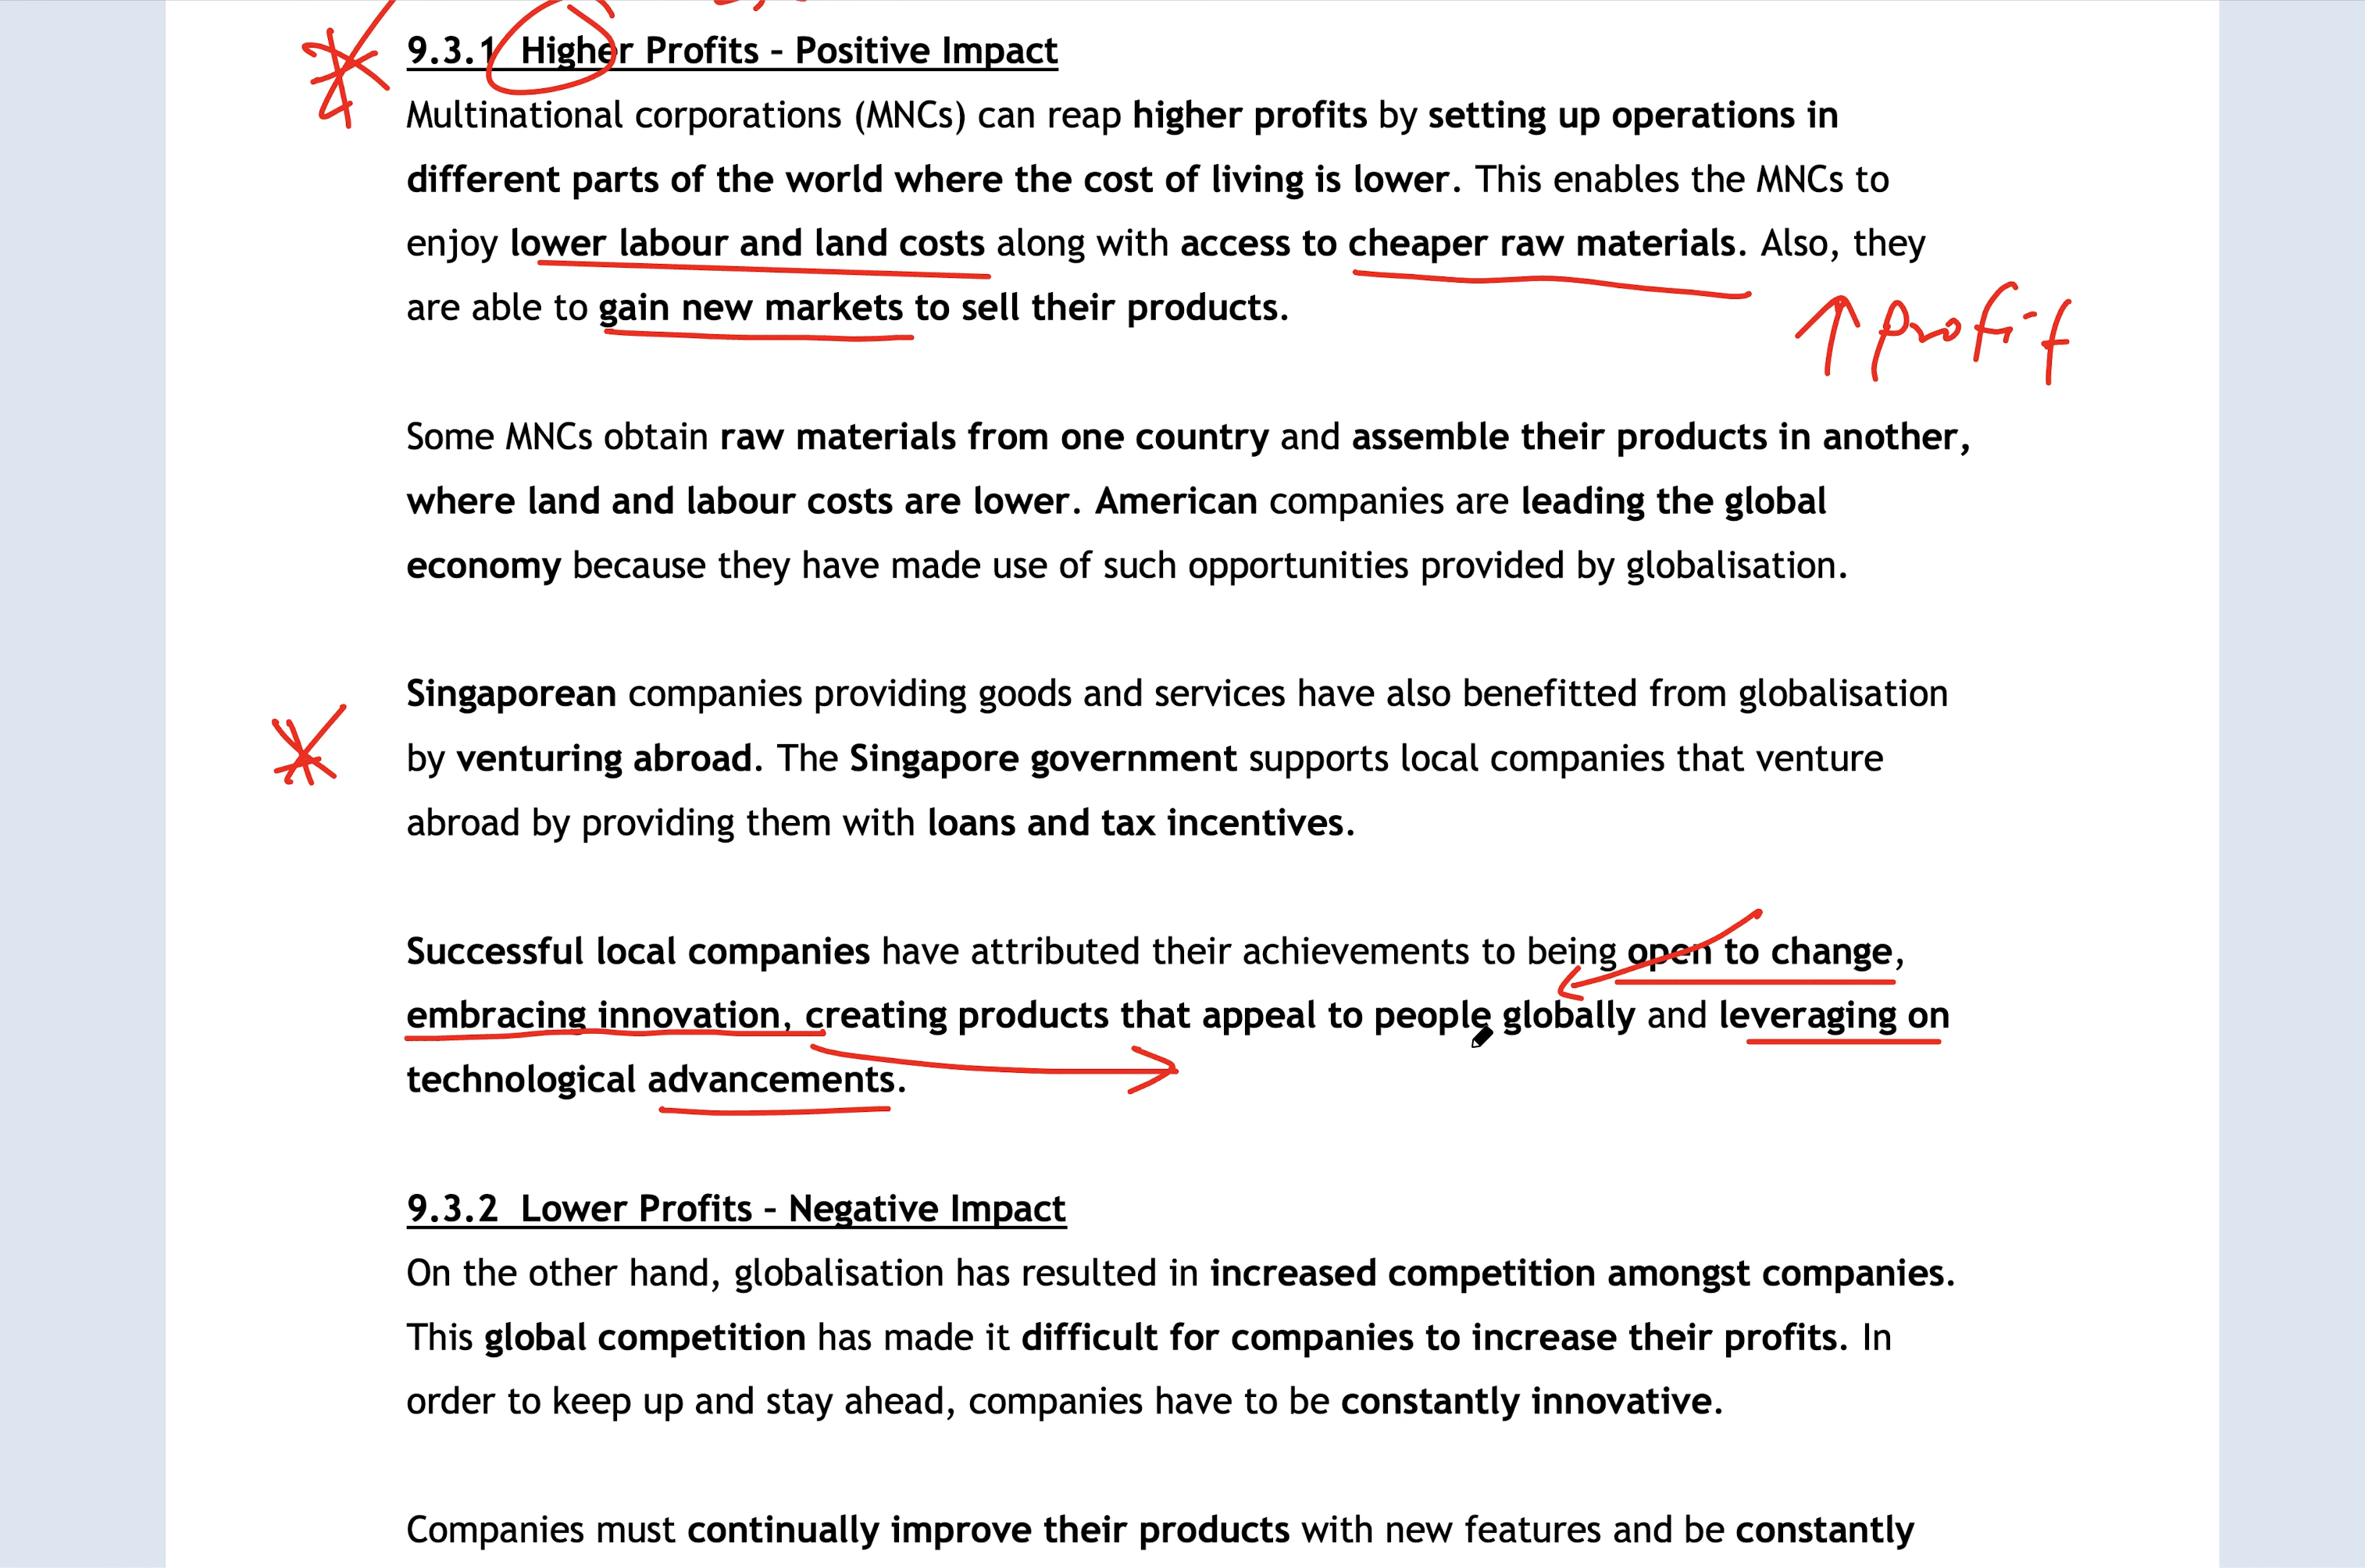 9.3.1 Higher Profits – Positive Impact
Multinational corporations (MNCs) can reap higher profits by setting up operations in
different parts of the world where the cost of living is lower. This enables the MNCs to
enjoy lower labour and land costs along with access to cheaper raw materials. Also, they
are able to gain new markets to sell their products.
↑ profit
Some MNCs obtain raw materials from one country and assemble their products in another,
where land and labour costs are lower. American companies are leading the global
economy because they have made use of such opportunities provided by globalisation.
Singaporean companies providing goods and services have also benefitted from globalisation
by venturing abroad. The Singapore government supports local companies that venture
abroad by providing them with loans and tax incentives.
Successful local companies have attributed their achievements to being open to change,
embracing innovation, creating products that appeal to people globally and leveraging on
technological advancements.
9.3.2 Lower Profits – Negative Impact
On the other hand, globalisation has resulted in increased competition amongst companies.
This global competition has made it difficult for companies to increase their profits. In
order to keep up and stay ahead, companies have to be constantly innovative.
Companies must continually improve their products with new features and be constantly